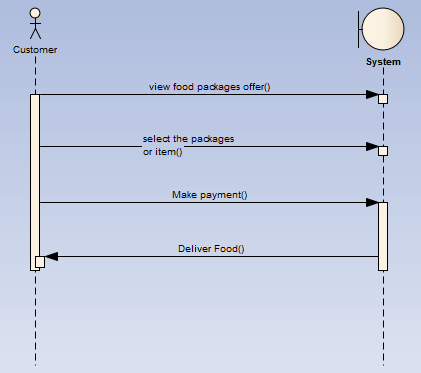 Customer
System
view food packages offer()
select the packages
or item()
Make payment()
Deliver Food()